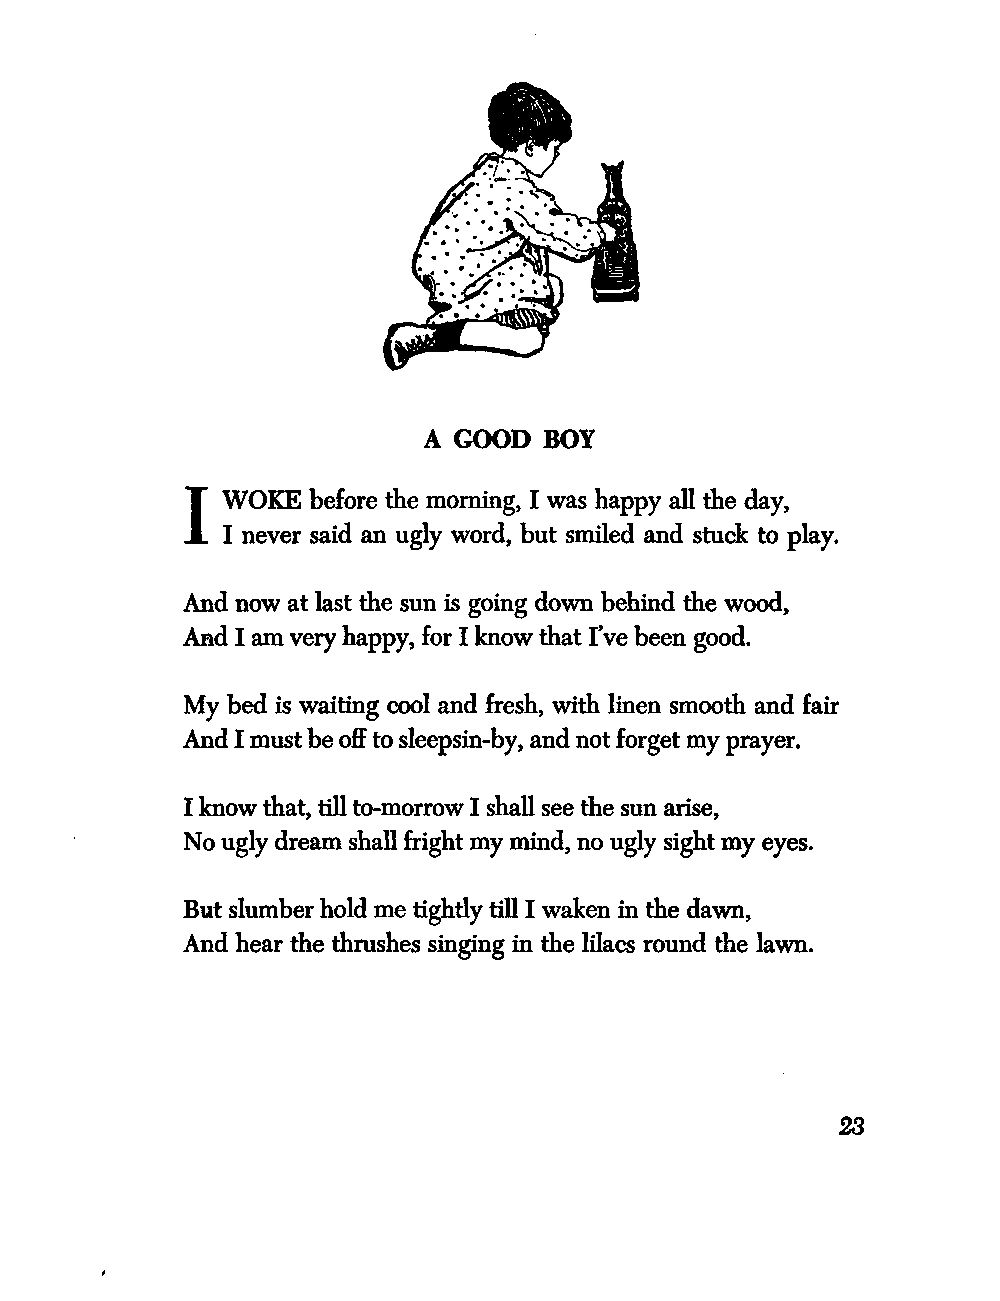 A GOOD BOY
I WOKE before the morning, I was happy all the day,
I never said an ugly word, but smiled and stuck to play.
And now at last the sun is going down behind the wood,
And I am very happy, for I know that I've been good.
My bed is waiting cool and fresh, with linen smooth and fair
And I must be off to sleepsin-by, and not forget my prayer.
I know that, till to-morrow I shall see the sun arise,
No ugly dream shall fright my mind, no ugly sight my eyes.
But slumber hold me tightly till I waken in the dawn,
And hear the thrushes singing in the lilacs round the lawn.
23